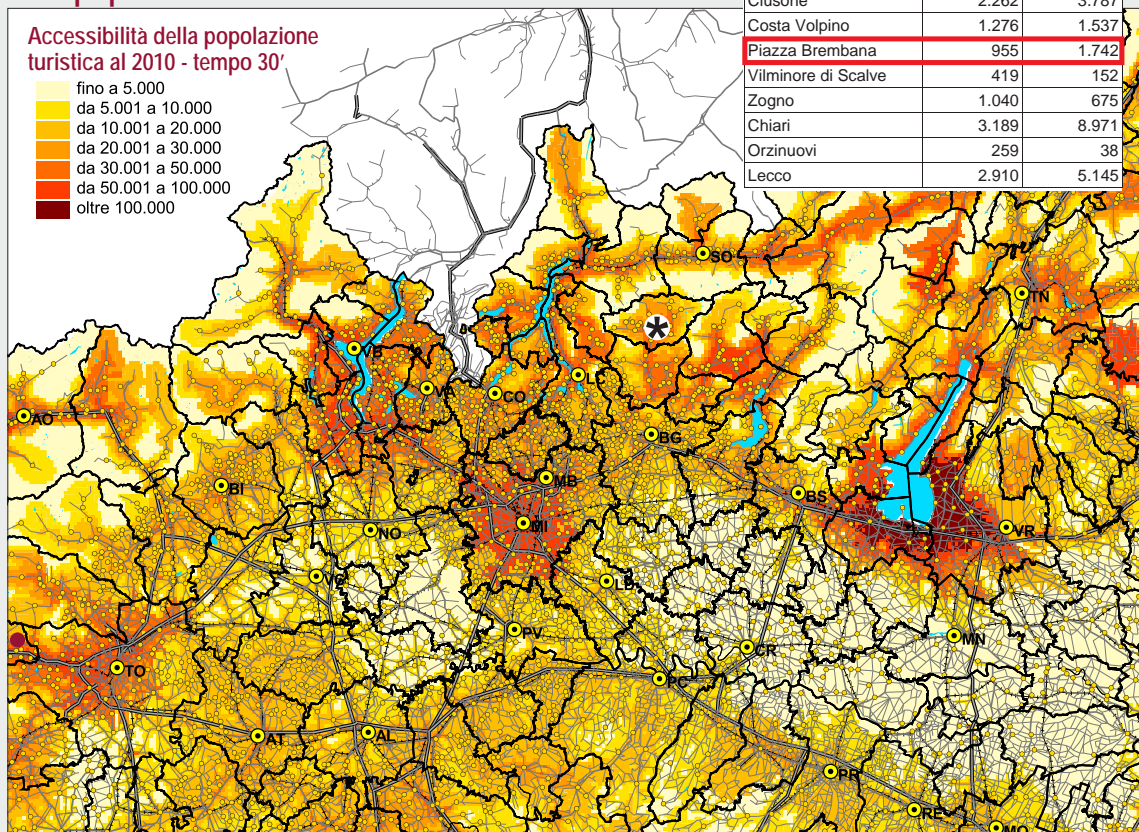 Accessibilità della popolazione
turistica al 2010 - tempo 30'
fino a 5.000
da 5.001 a 10.000
da 10.001 a 20.000
da 20.001 a 30.000
da 30.001 a 50.000
da 50.001 a 100.000
oltre 100.000
Clusone 2.262 3.787
Costa Volpino 1.276 1.537
Piazza Brembana 955 1.742
Vilminore di Scalve 419 152
Zogno 1.040 675
Chiari 3.189 8.971
Orzinuovi 259 38
Lecco 2.910 5.145
SO
TN
VB
VA
CO
LC
AO
BG
BI
MB
BS
MI
NO
VR
VC
LO
PV
MN
CR
TO
PC
AT
AL
PR
RE
MO